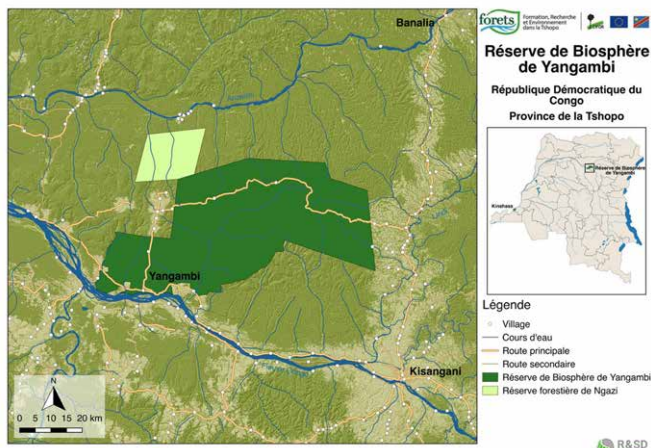 Banalia
Aruwimi
Lindi
Yangambi
Kisangani
N
0 5 10 15 20 km
forets
Formation, Recherche
et Environnement
dans la Tshopo
Réserve de Biosphère
de Yangambi
République Démocratique du
Congo
Province de la Tshopo
Réserve de Biosphère
de Yangambi
Kinshasa
Légende
Village
Cours d'eau
Route principale
Route secondaire
Réserve de Biosphère de Yangambi
Réserve forestière de Ngazi
R&SD